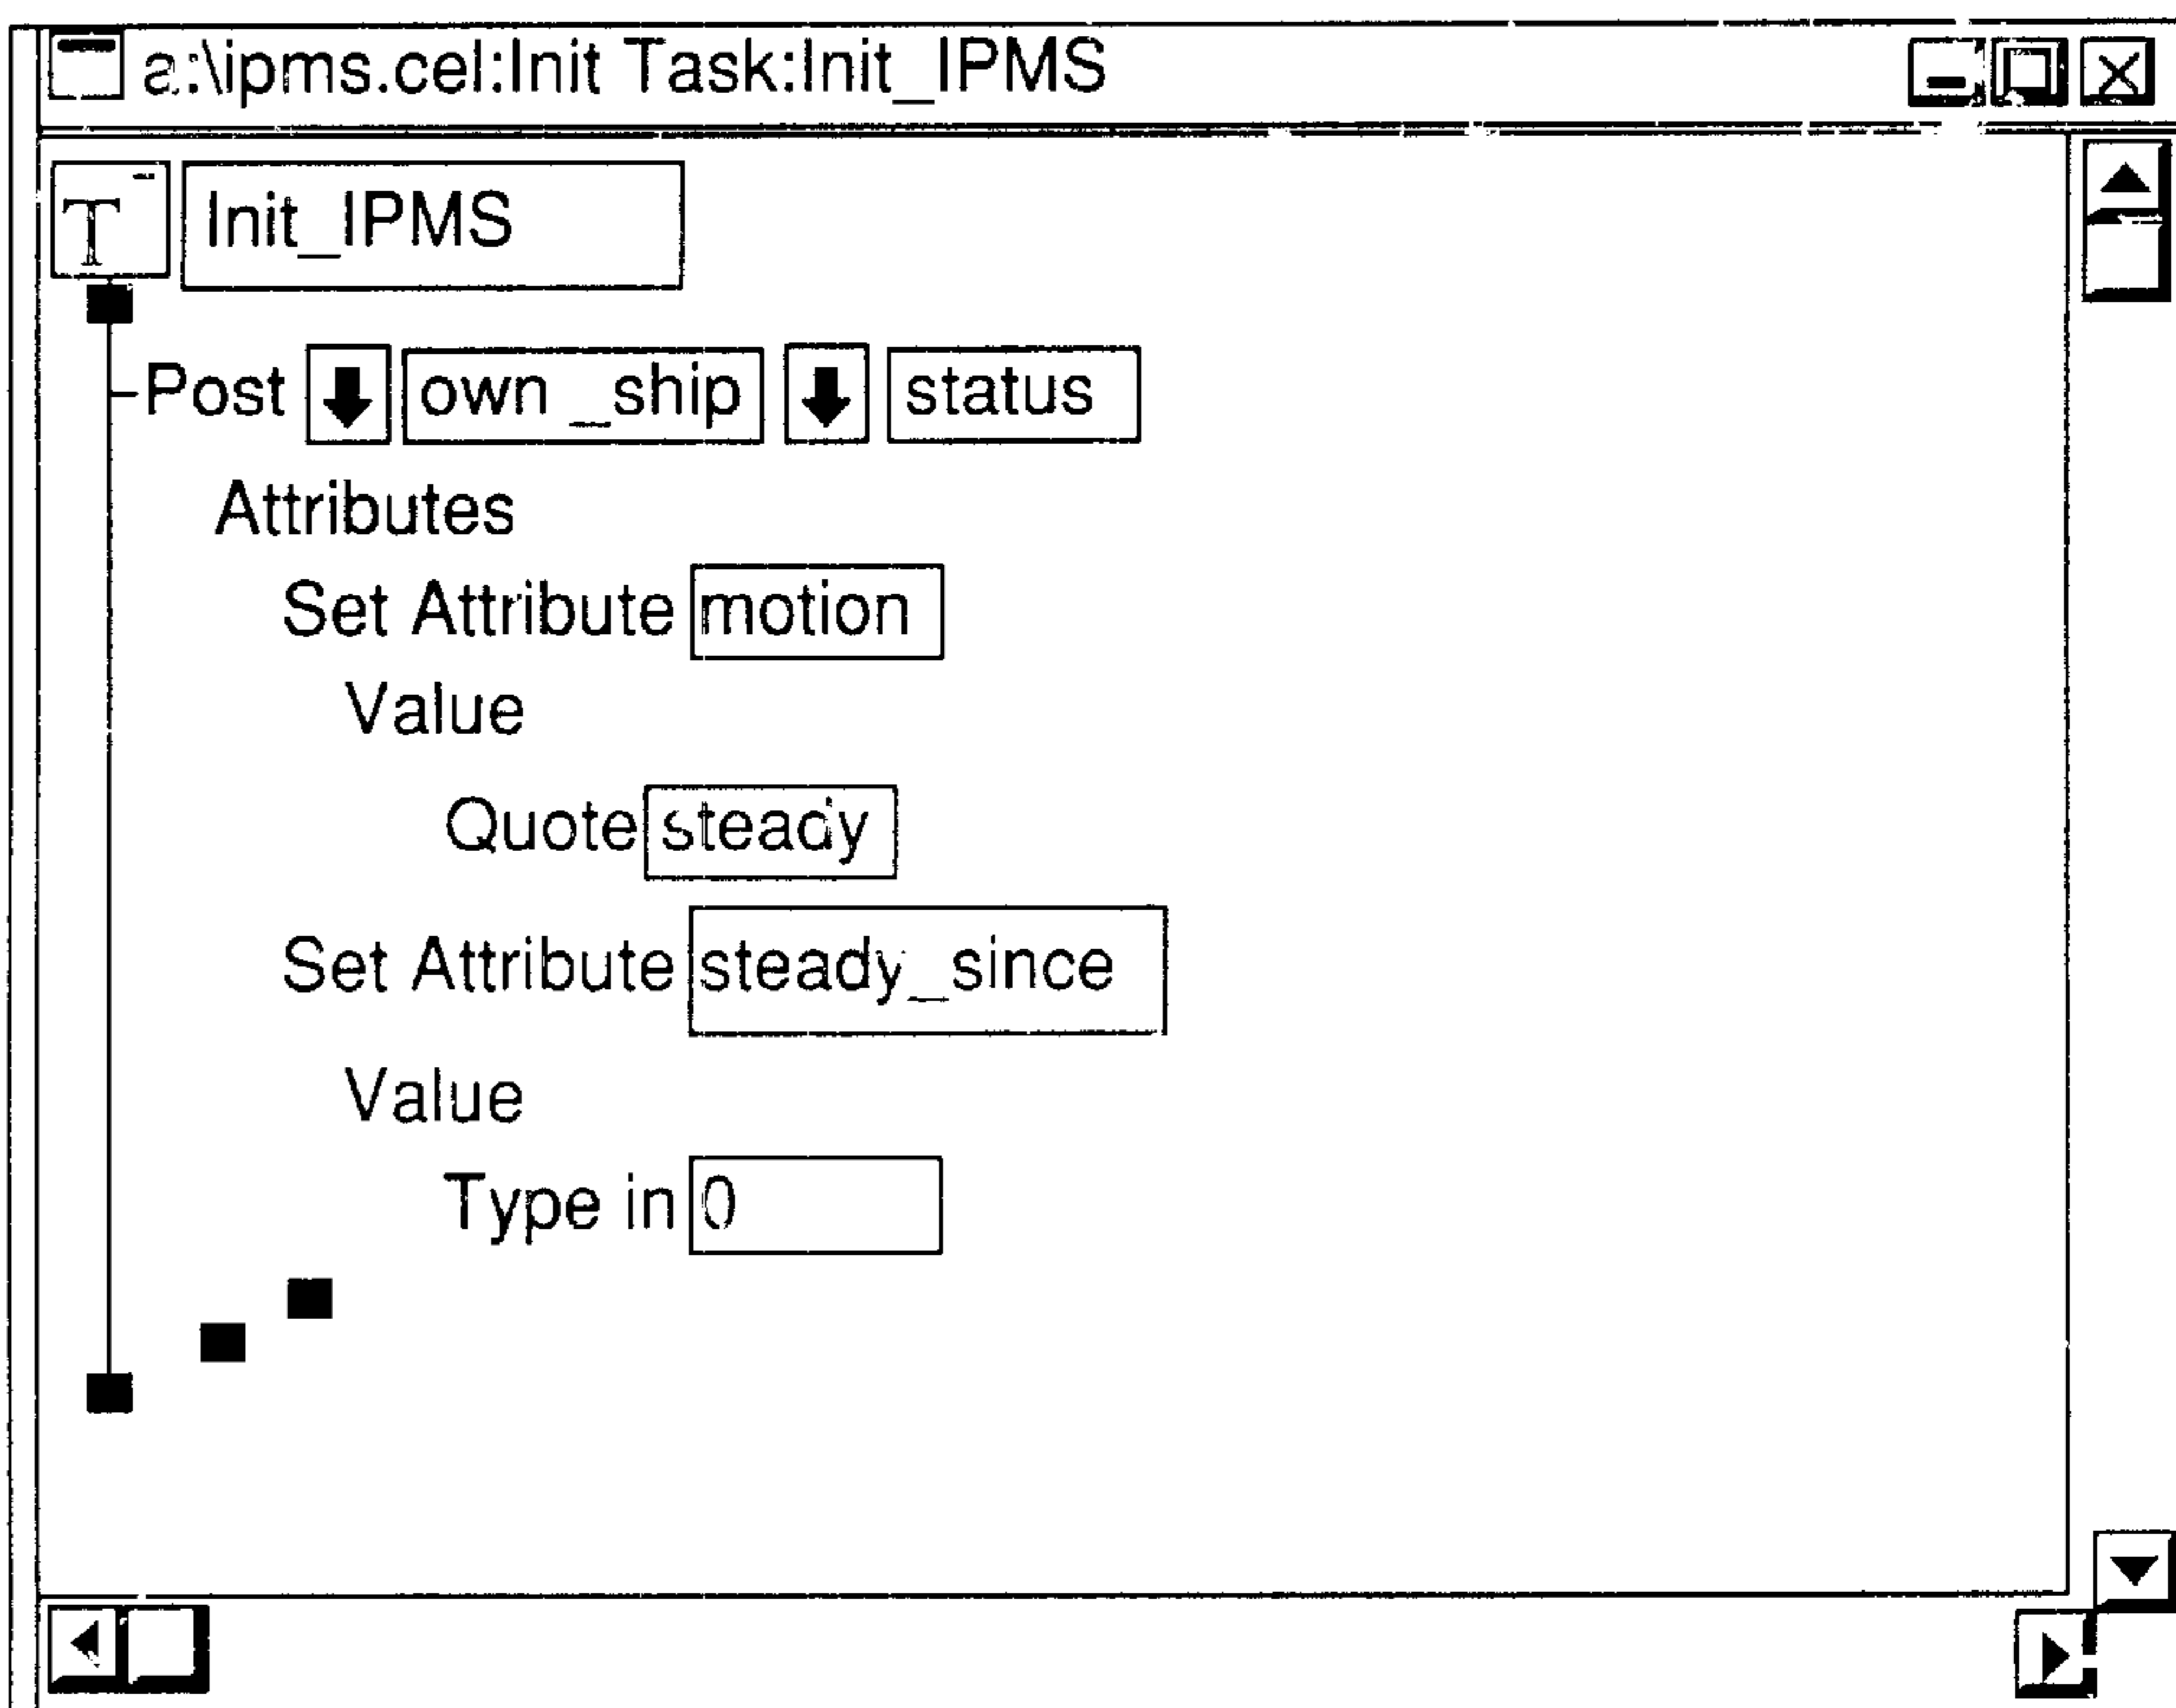 a:\ipms.cel:Init Task:Init_IPMS
T Init_IPMS
Post own _ship status
Attributes
Set Attribute motion
Value
Quote steady
Set Attribute steady_since
Value
Type in 0